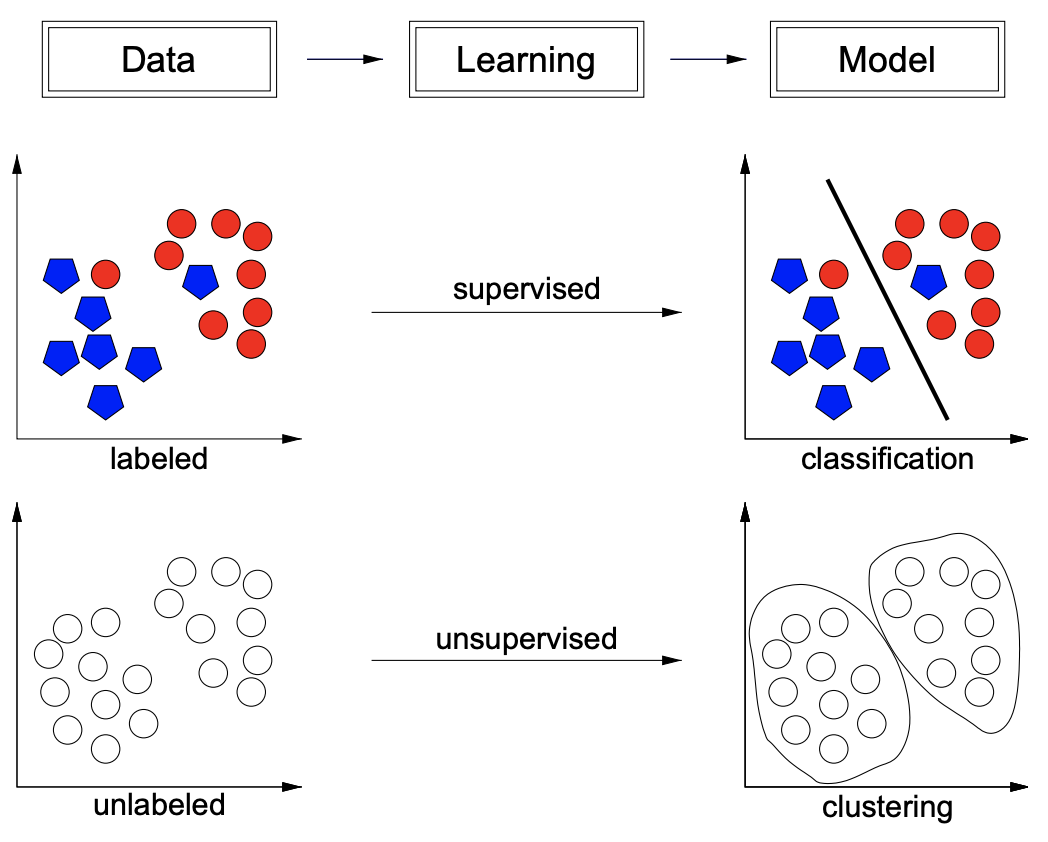 Data
Learning
Model
supervised
labeled
classification
unsupervised
unlabeled
clustering